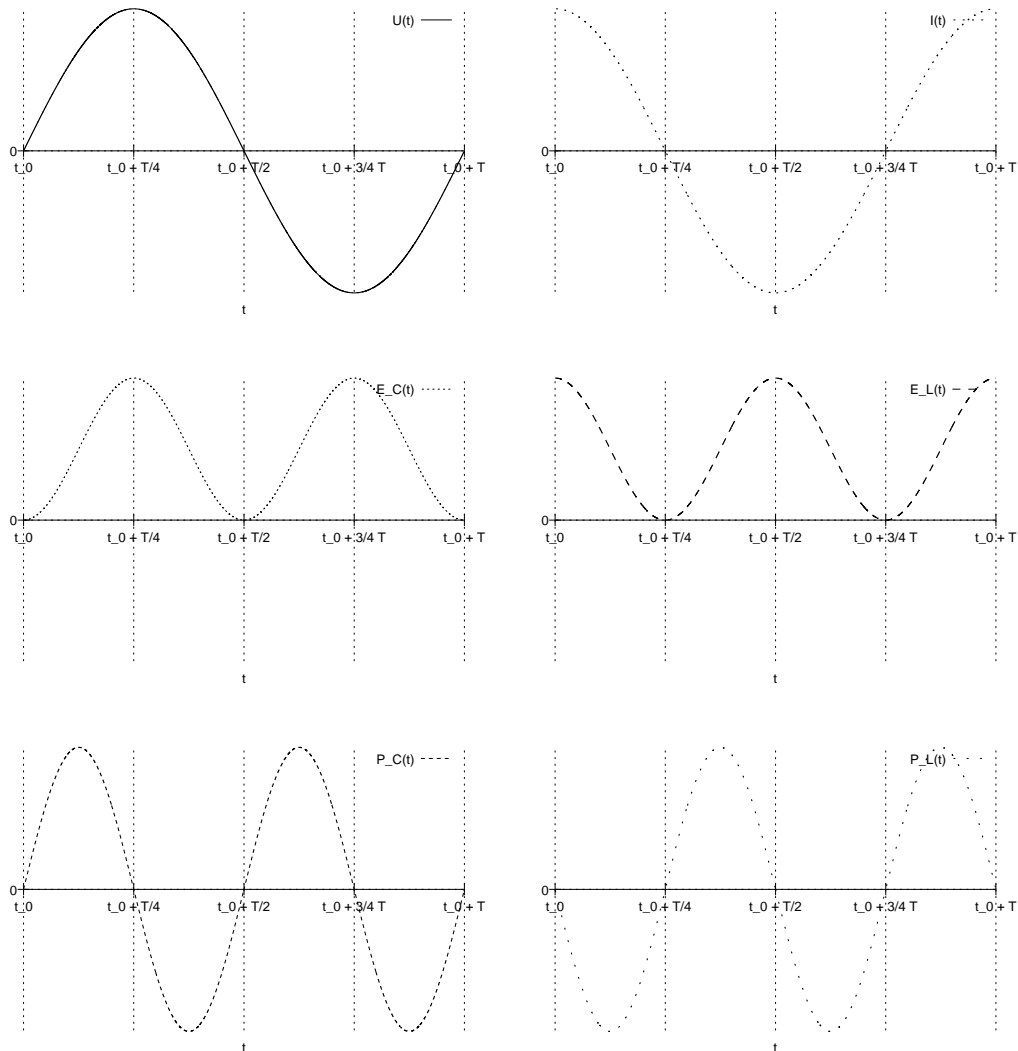 U(t)
0
t_0
t_0 + T/4
t_0 + T/2
t_0 + 3/4 T
t_0 + T
t
I(t)
0
t_0
t_0 + T/4
t_0 + T/2
t_0 + 3/4 T
t_0 + T
t
E_C(t)
0
t_0
t_0 + T/4
t_0 + T/2
t_0 + 3/4 T
t_0 + T
t
E_L(t)
0
t_0
t_0 + T/4
t_0 + T/2
t_0 + 3/4 T
t_0 + T
t
P_C(t)
0
t_0
t_0 + T/4
t_0 + T/2
t_0 + 3/4 T
t_0 + T
t
P_L(t)
0
t_0
t_0 + T/4
t_0 + T/2
t_0 + 3/4 T
t_0 + T
t